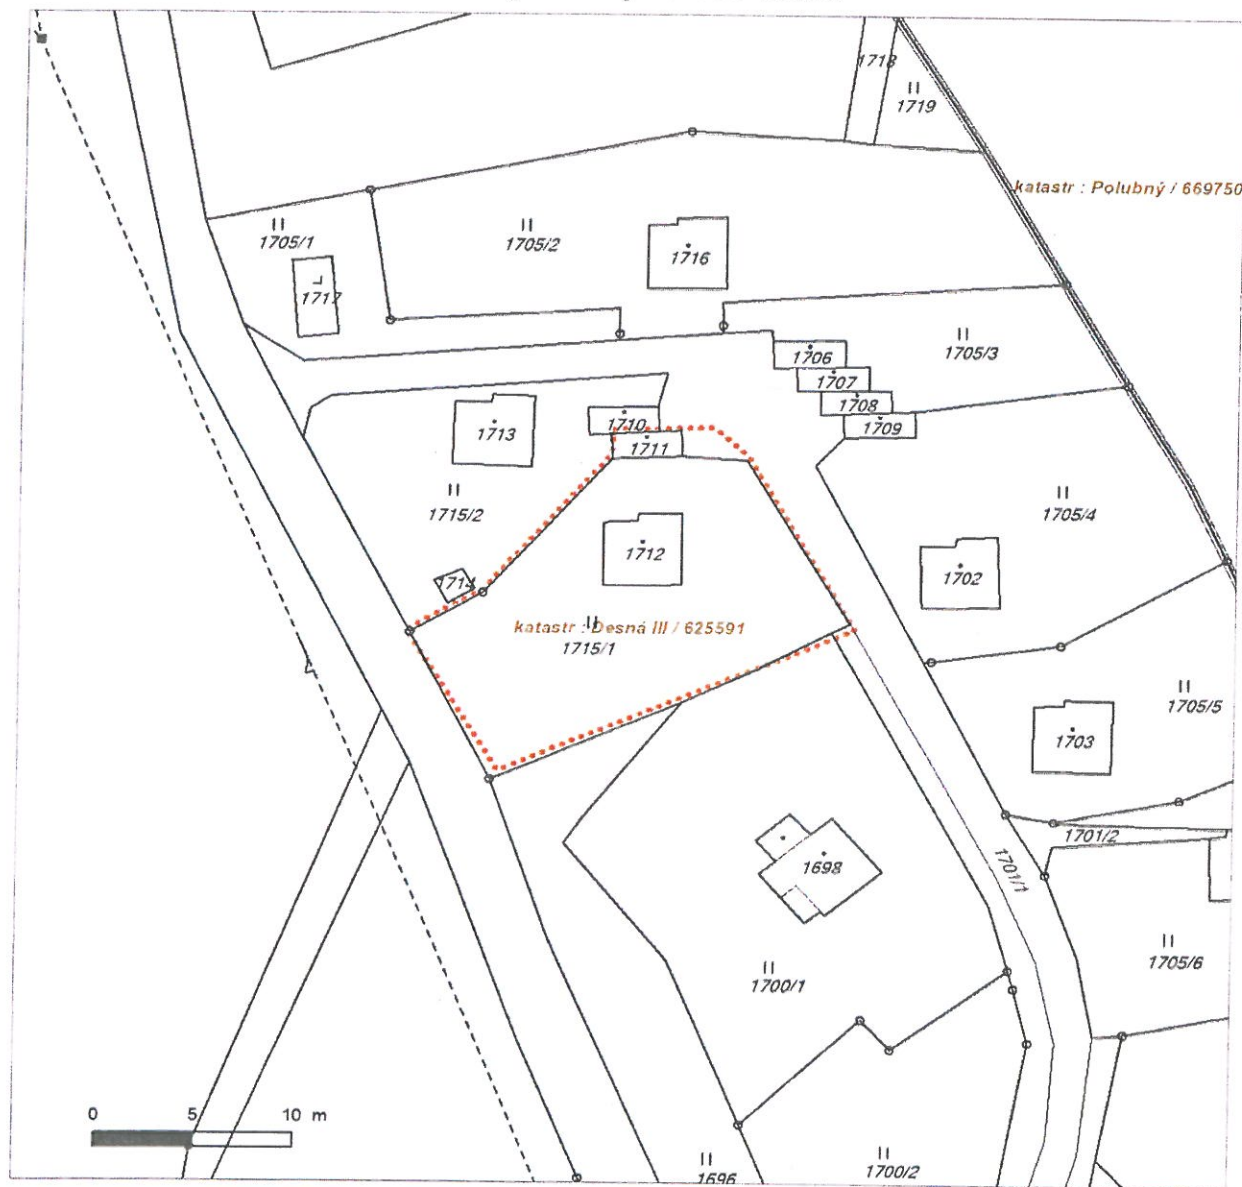 1718
II
1719
katastr : Polubný / 669750
II
1705/1
II
1705/2
1716
1717
II
1705/3
1706
1707
1708
1709
1710
1711
1713
II
1715/2
II
1705/4
1712
1702
1714
katastr : Desná III / 625591
II
1715/1
II
1705/5
1703
1701/2
1698
1701/1
II
1705/6
II
1700/1
0 5 10 m
II
1700/2
II
1696